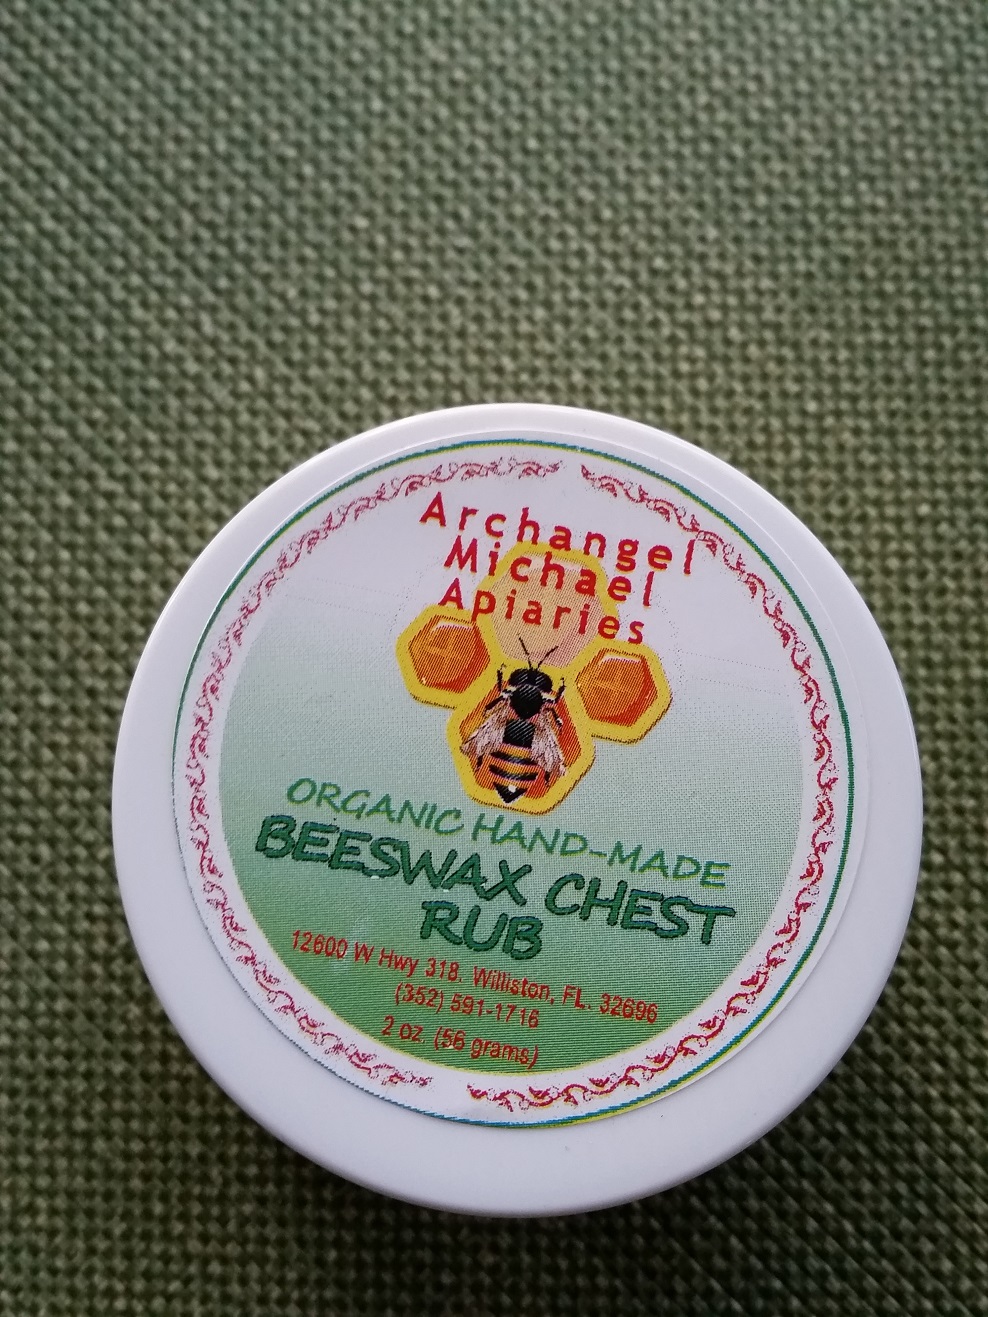 Archangel
Michael
Apiaries
ORGANIC HAND-MADE
BEESWAX CHEST
RUB
12600 W Hwy 318. Williston, FL. 32696
(352) 591-1716
2 oz. (56 grams)